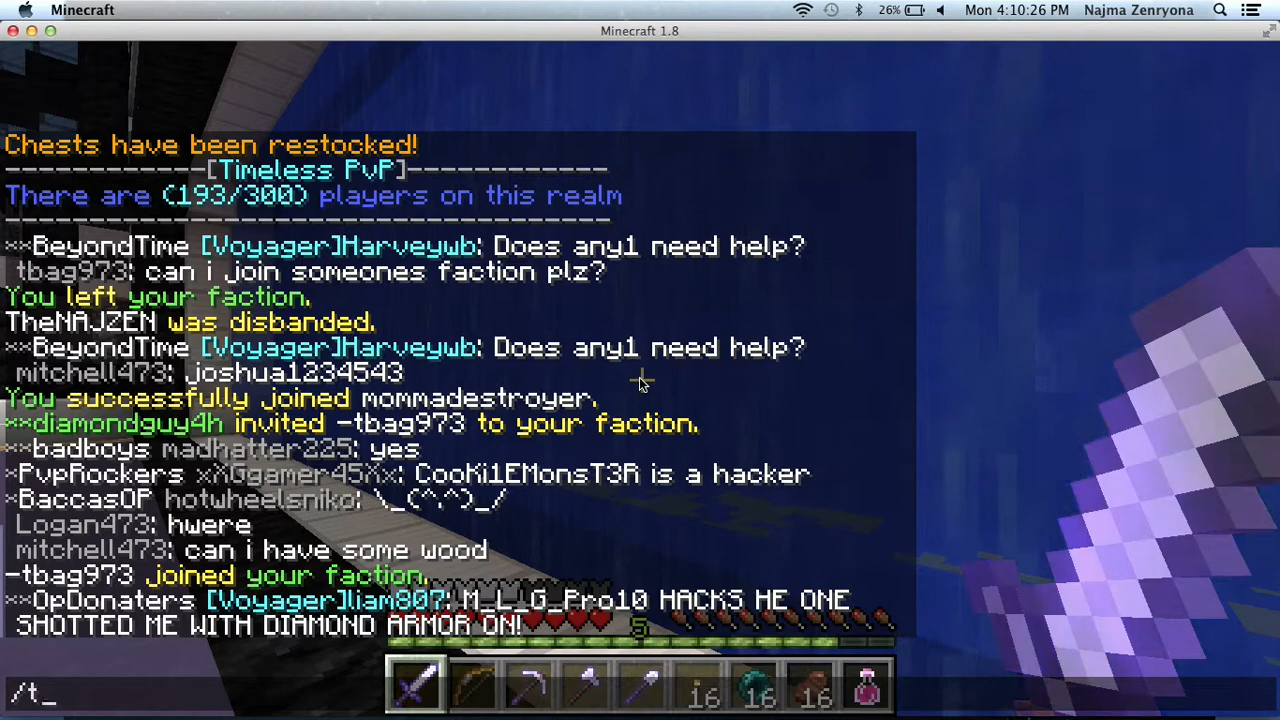 Minecraft
26%
Mon 4:10:26 PM
Najma Zenryona
Minecraft 1.8
Chests have been restocked!
------------[Timeless PvP]------------
There are (193/300) players on this realm
--------------------------------------
**BeyondTime [Voyager]Harveywb: Does any1 need help?
tbag973: can i join someones faction plz?
You left your faction.
TheNAJZEN was disbanded.
**BeyondTime [Voyager]Harveywb: Does any1 need help?
mitchell473: joshua1234543
You successfully joined mommadestroyer.
**diamondguy4h invited -tbag973 to your faction.
**badboys madhatter225: yes
*PvpRockers xXGgamer45Xx: CooKi1EMonsT3R is a hacker
*BaccasOP hotwheelsniko: \_(^.^)_/
Logan473: hwere
mitchell473: can i have some wood
-tbag973 joined your faction.
**OpDonaters [Voyager]liam807: M_L_G_Pro10 HACKS HE ONE
SHOTTED ME WITH DIAMOND ARMOR ON!
5
16
16
16
/t_